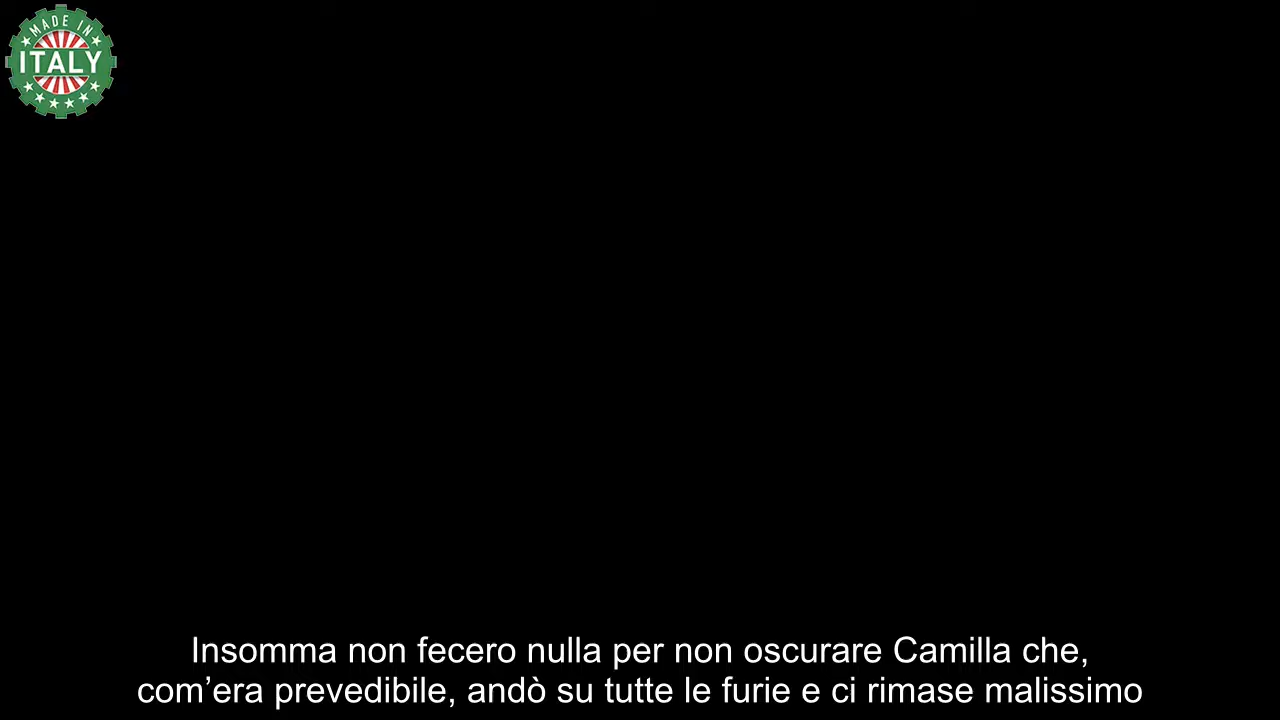 MADE IN
ITALY
Insomma non fecero nulla per non oscurare Camilla che,
com’era prevedibile, andò su tutte le furie e ci rimase malissimo